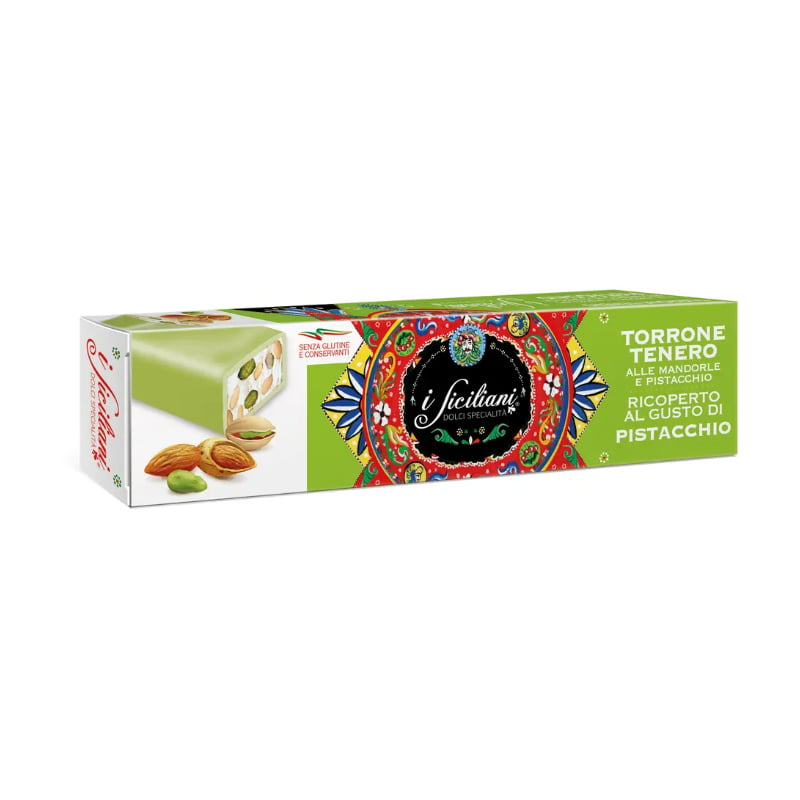 i Siciliani
DOLCI SPECIALITÀ
SENZA GLUTINE
E CONSERVANTI
i Siciliani®
DOLCI SPECIALITÀ
TORRONE
TENERO
ALLE MANDORLE
E PISTACCHIO
RICOPERTO
AL GUSTO DI
PISTACCHIO